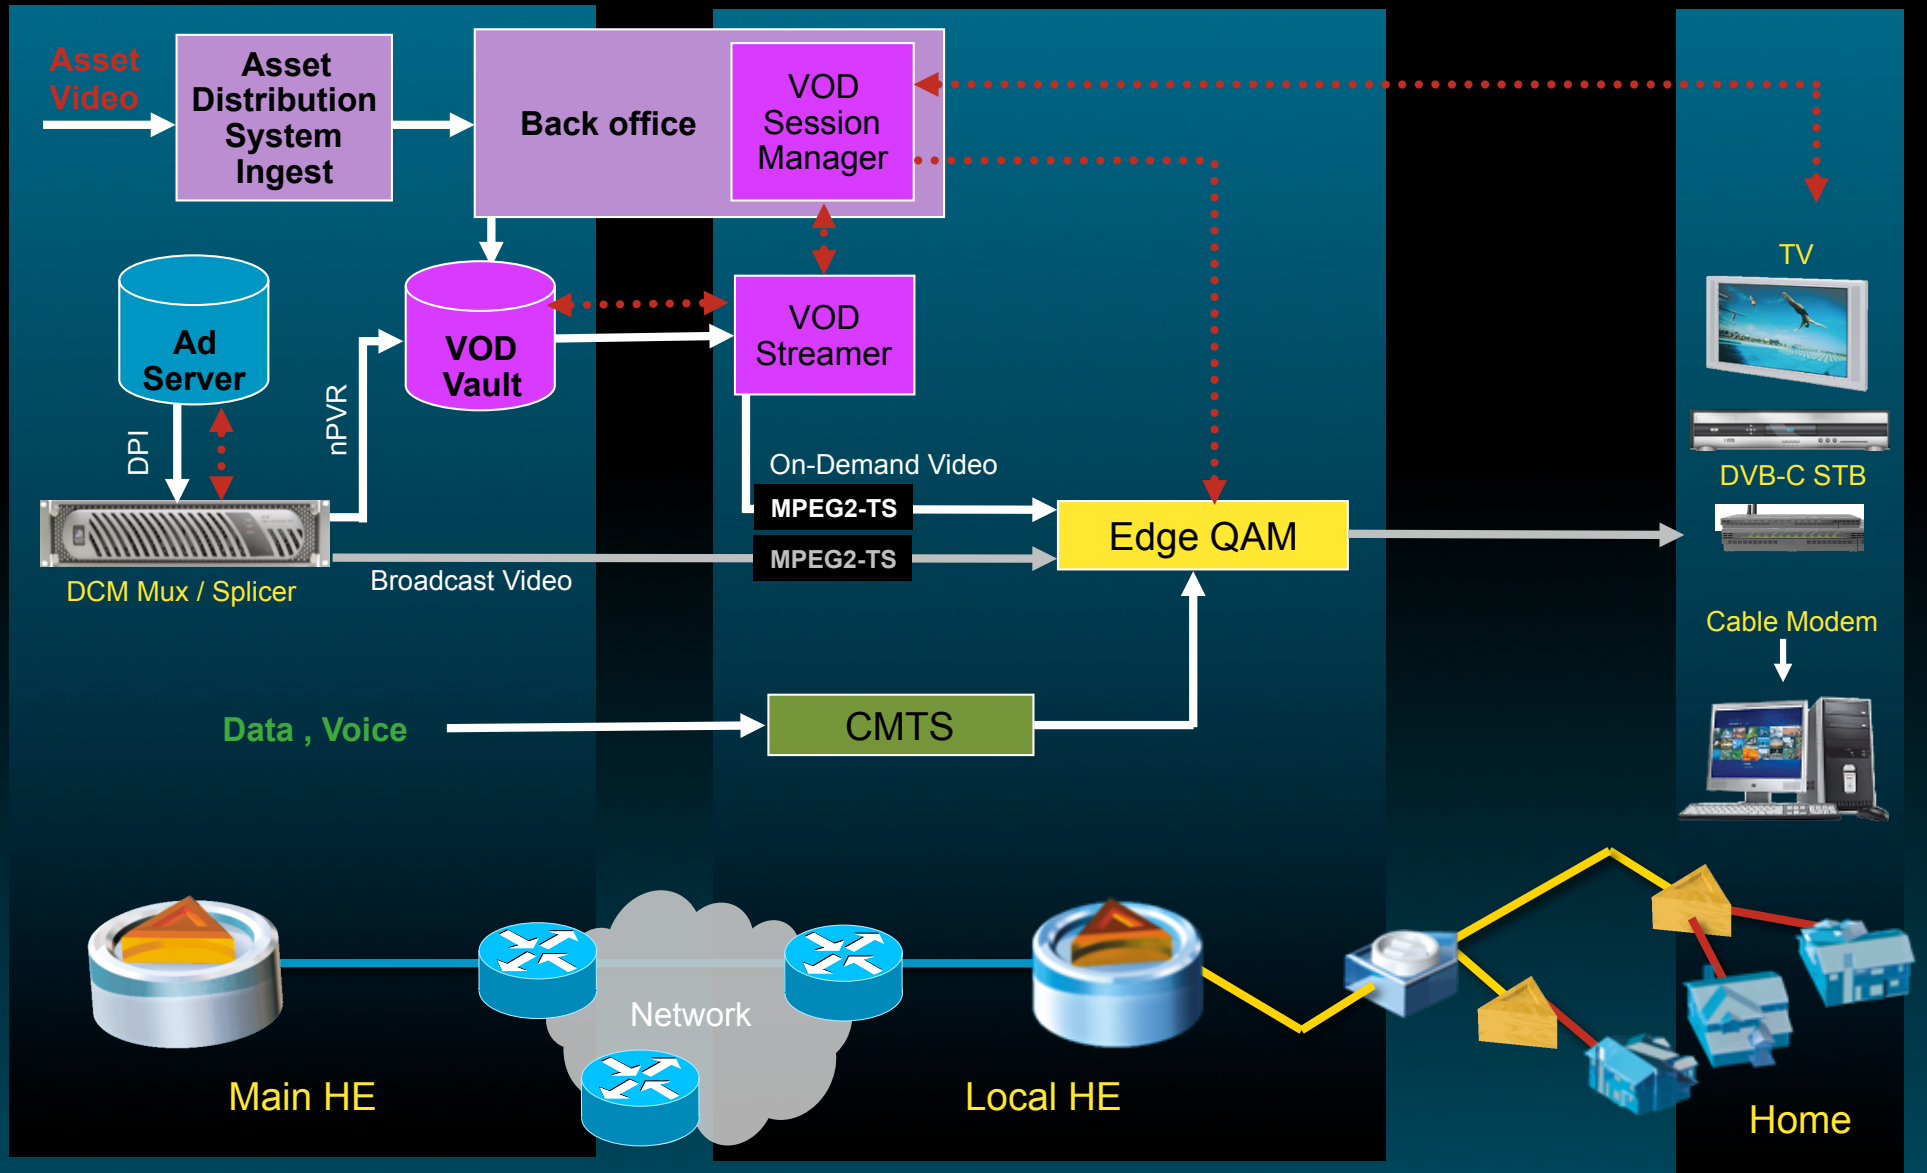 Asset
Video
Asset
Distribution
System
Ingest
Back office
VOD
Session
Manager
TV
Ad
Server
VOD
Vault
VOD
Streamer
DPI
nPVR
On-Demand Video
MPEG2-TS
DVB-C STB
Edge QAM
MPEG2-TS
DCM Mux / Splicer
Broadcast Video
Cable Modem
Data , Voice
CMTS
Network
Main HE
Local HE
Home